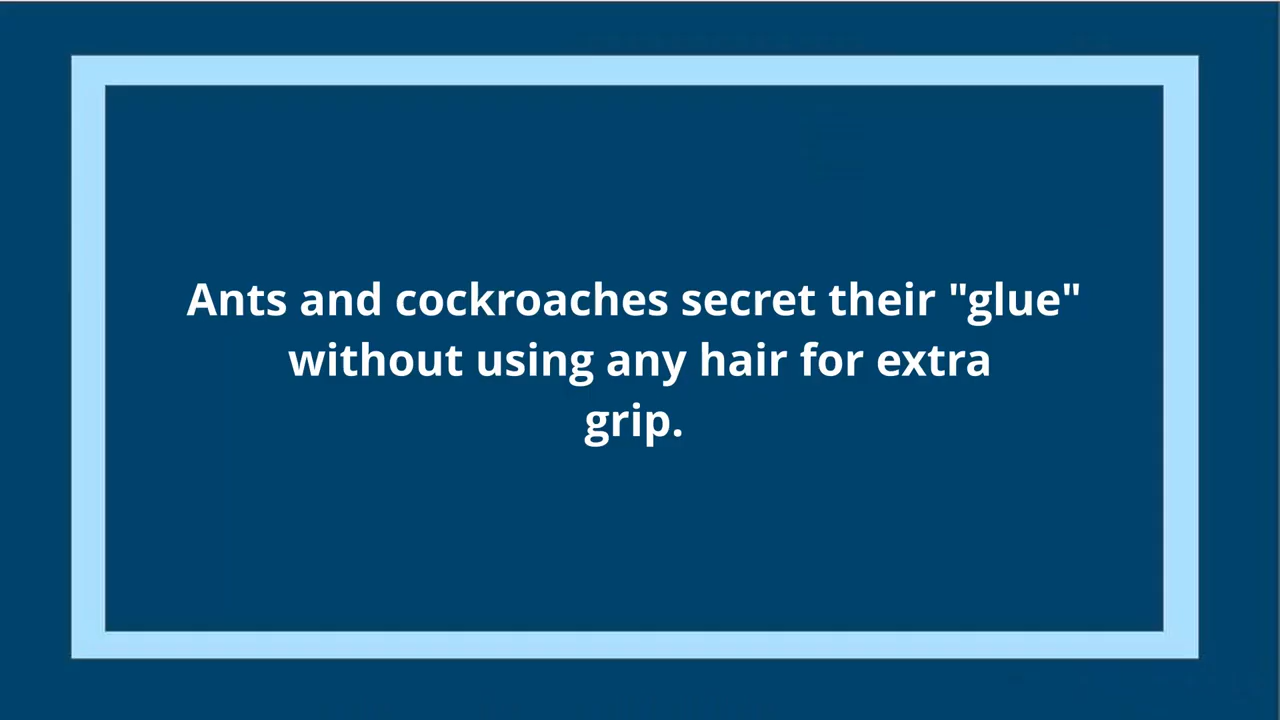 Ants and cockroaches secret their "glue"
without using any hair for extra
grip.